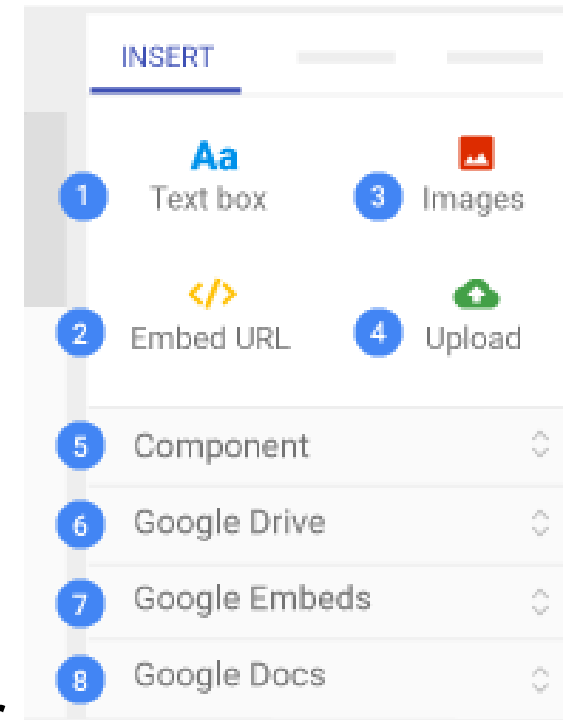 INSERT
Aa
1 Text box
3 Images
</>
2 Embed URL
4 Upload
5 Component
6 Google Drive
7 Google Embeds
8 Google Docs